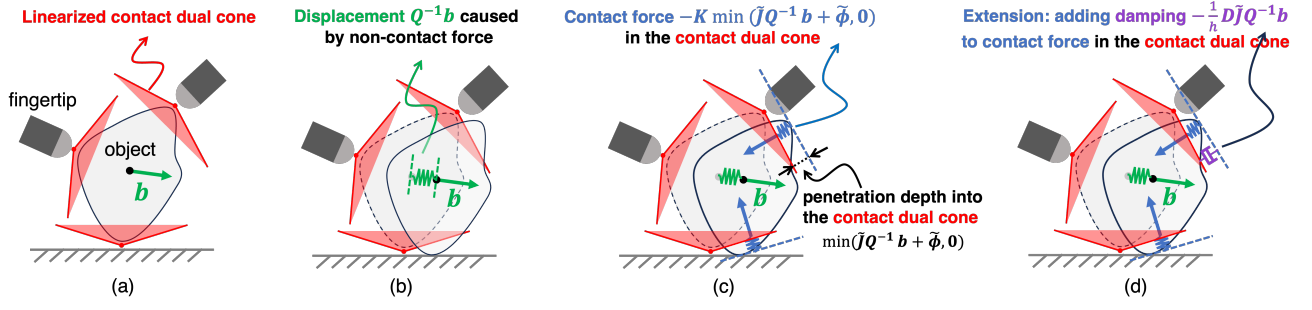 Linearized contact dual cone
fingertip
object
b
(a)
Displacement Q⁻¹b caused
by non-contact force
b
(b)
Contact force −K min (J̃Q⁻¹ b + ϕ̃, 0)
in the contact dual cone
b
penetration depth into
the contact dual cone
min(J̃Q⁻¹ b + ϕ̃, 0)
(c)
Extension: adding damping −1/h DJ̃Q⁻¹b
to contact force in the contact dual cone
b
(d)